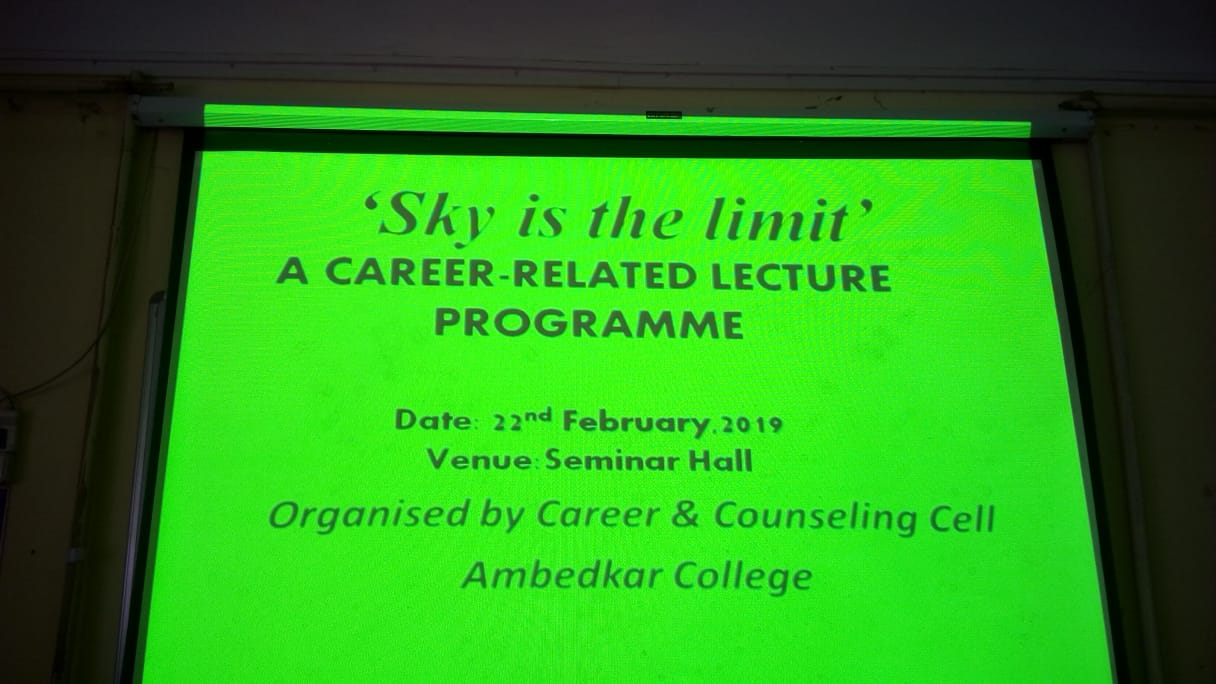 ‘Sky is the limit’
A CAREER-RELATED LECTURE
PROGRAMME
Date: 22nd February,2019
Venue: Seminar Hall
Organised by Career & Counseling Cell
Ambedkar College